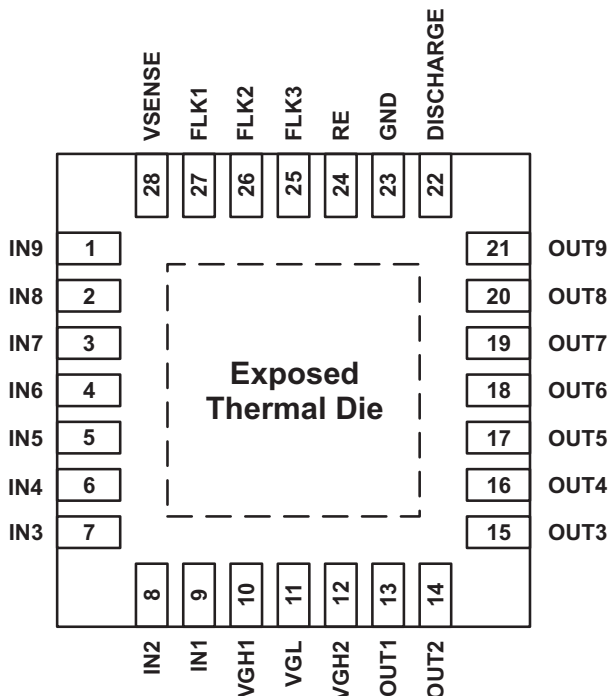 VSENSE
FLK1
FLK2
FLK3
RE
GND
DISCHARGE
28
27
26
25
24
23
22
IN9 1
21 OUT9
IN8 2
20 OUT8
IN7 3
19 OUT7
IN6 4
18 OUT6
IN5 5
17 OUT5
IN4 6
16 OUT4
IN3 7
15 OUT3
Exposed
Thermal Die
8
9
10
11
12
13
14
IN2
IN1
VGH1
VGL
VGH2
OUT1
OUT2